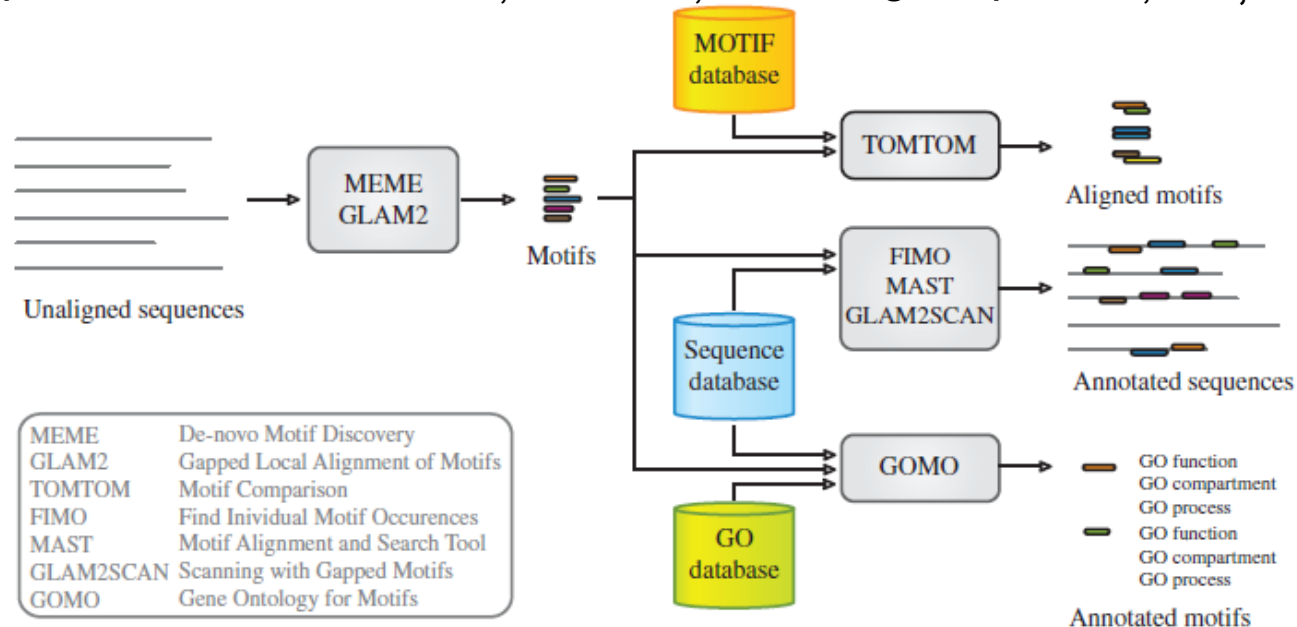 MOTIF
database
TOMTOM
Aligned motifs
MEME
GLAM2
Motifs
Unaligned sequences
FIMO
MAST
GLAM2SCAN
Annotated sequences
Sequence
database
GOMO
GO function
GO compartment
GO process
GO function
GO compartment
GO process
Annotated motifs
GO
database
MEME De-novo Motif Discovery
GLAM2 Gapped Local Alignment of Motifs
TOMTOM Motif Comparison
FIMO Find Inividual Motif Occurences
MAST Motif Alignment and Search Tool
GLAM2SCAN Scanning with Gapped Motifs
GOMO Gene Ontology for Motifs